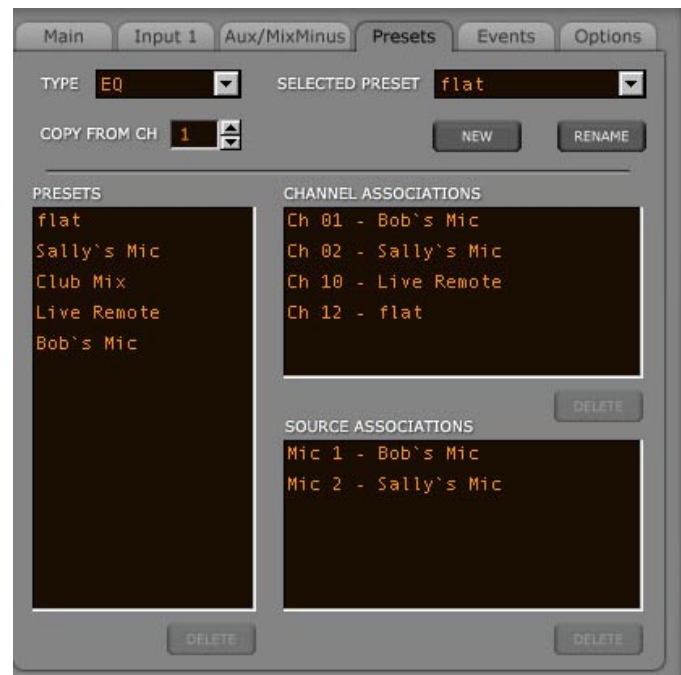 Main Input 1 Aux/MixMinus Presets Events Options
TYPE EQ SELECTED PRESET flat
COPY FROM CH 1 NEW RENAME
PRESETS
flat
Sally`s Mic
Club Mix
Live Remote
Bob`s Mic
DELETE
CHANNEL ASSOCIATIONS
Ch 01 - Bob`s Mic
Ch 02 - Sally`s Mic
Ch 10 - Live Remote
Ch 12 - flat
DELETE
SOURCE ASSOCIATIONS
Mic 1 - Bob`s Mic
Mic 2 - Sally`s Mic
DELETE